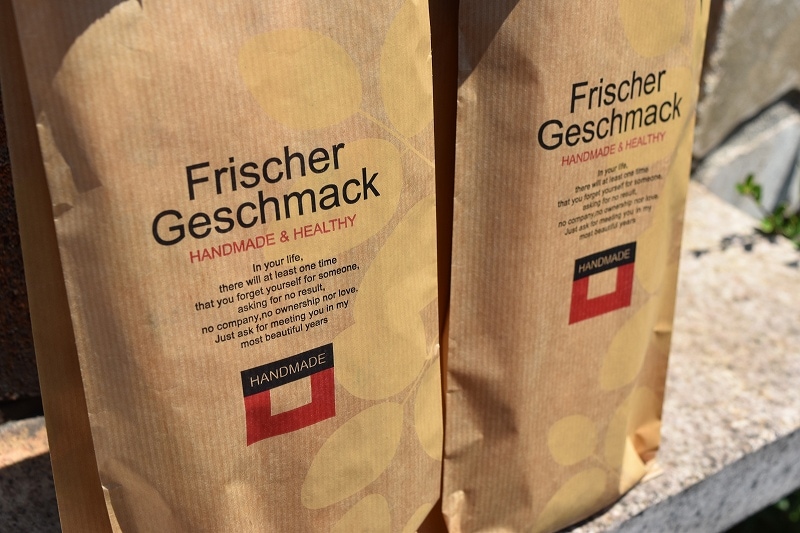 Frischer
Geschmack
HANDMADE & HEALTHY
In your life,
there will at least one time
that you forget yourself for someone,
asking for no result,
no company,no ownership nor love.
Just ask for meeting you in my
most beautiful years
HANDMADE
Frischer
Geschmack
HANDMADE & HEALTHY
In your life,
there will at least one time
that you forget yourself for someone,
asking for no result,
no company,no ownership nor love.
Just ask for meeting you in my
most beautiful years
HANDMADE